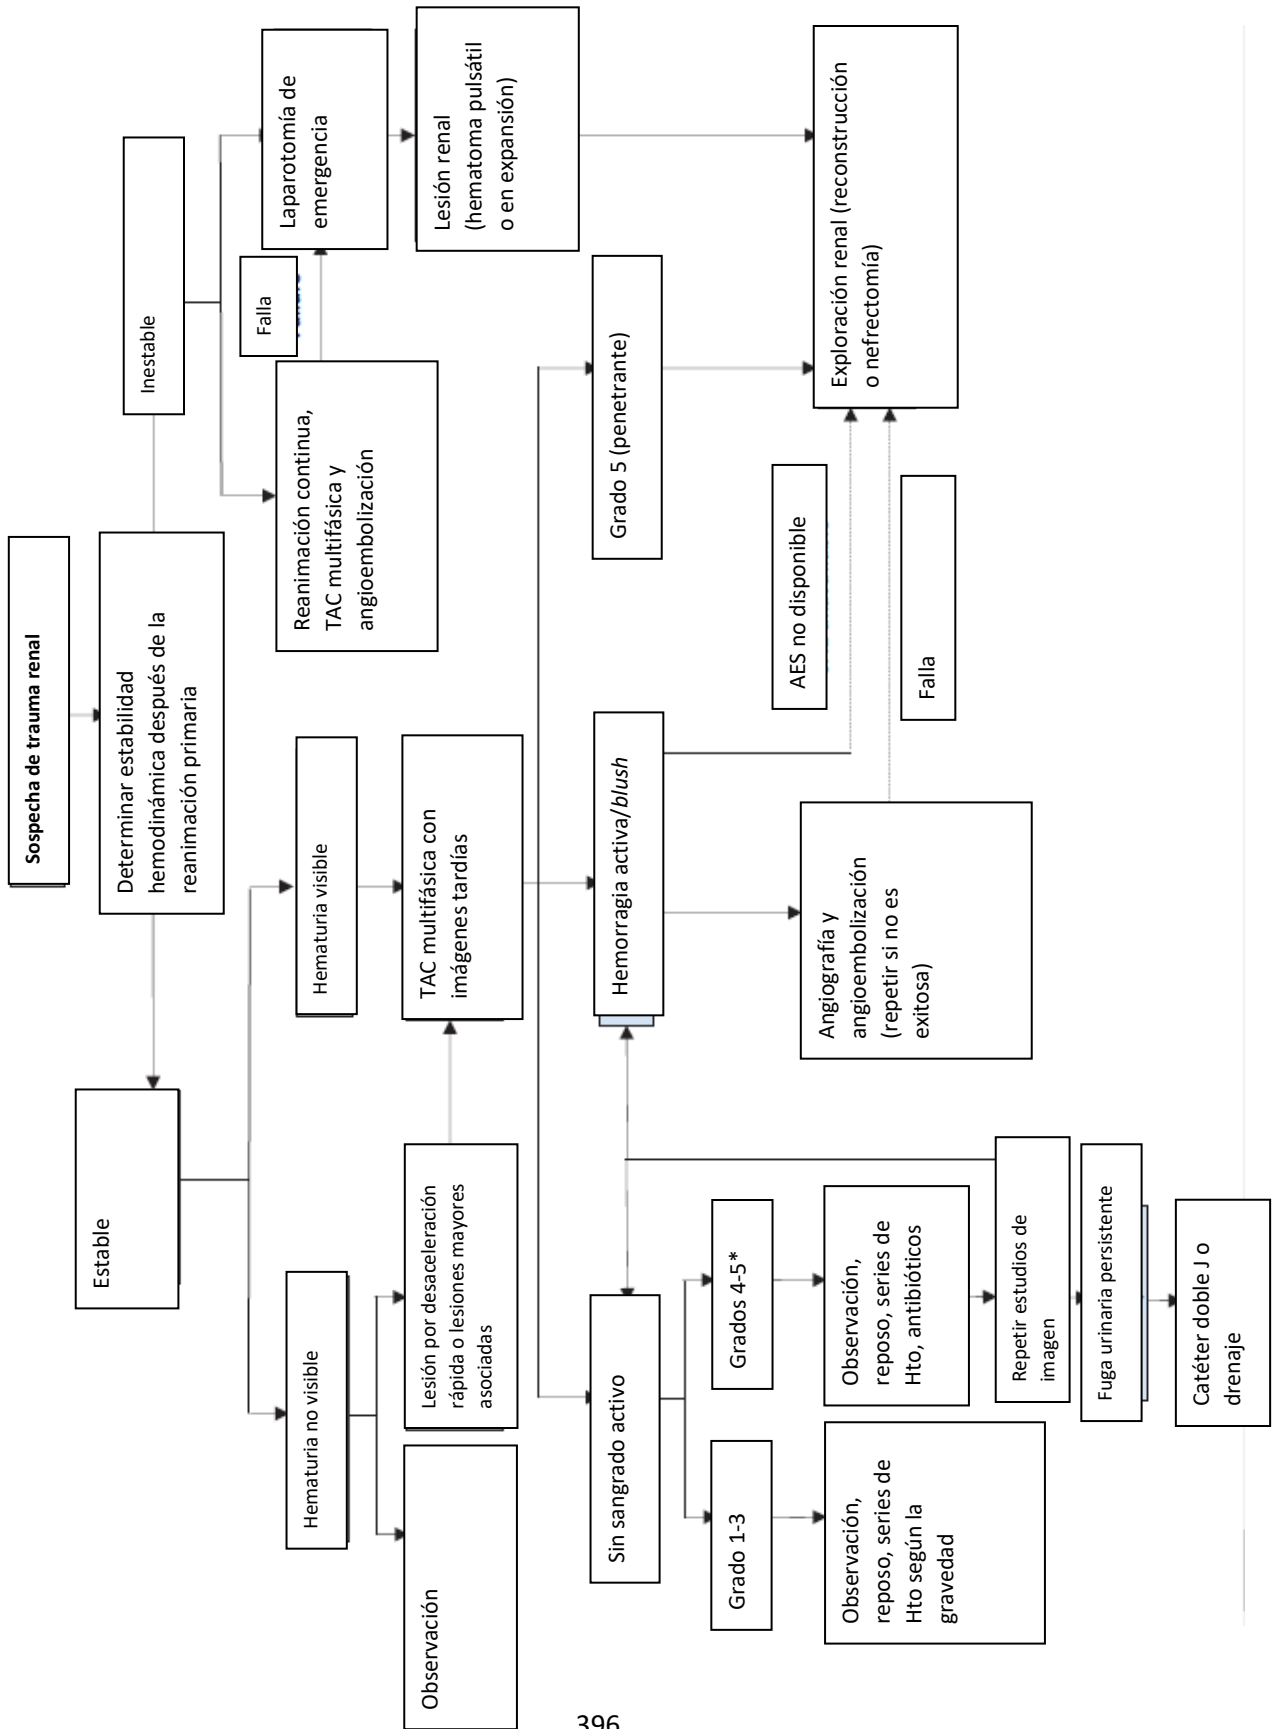 Sospecha de trauma renal
Determinar estabilidad
hemodinámica después de la
reanimación primaria
Estable
Inestable
Hematuria no visible
Hematuria visible
Reanimación continua,
TAC multifásica y
angioembolización
Falla
Laparotomía de
emergencia
Observación
Lesión por desaceleración
rápida o lesiones mayores
asociadas
TAC multifásica con
imágenes tardías
Lesión renal
(hematoma pulsátil
o en expansión)
Sin sangrado activo
Hemorragia activa/blush
Grado 5 (penetrante)
Grado 1-3
Grados 4-5*
Observación,
reposo, series de
Hto según la
gravedad
Observación,
reposo, series de
Hto, antibióticos
Angiografía y
angioembolización
(repetir si no es
exitosa)
AES no disponible
Falla
Exploración renal (reconstrucción
o nefrectomía)
Repetir estudios de
imagen
Fuga urinaria persistente
Catéter doble J o
drenaje
396